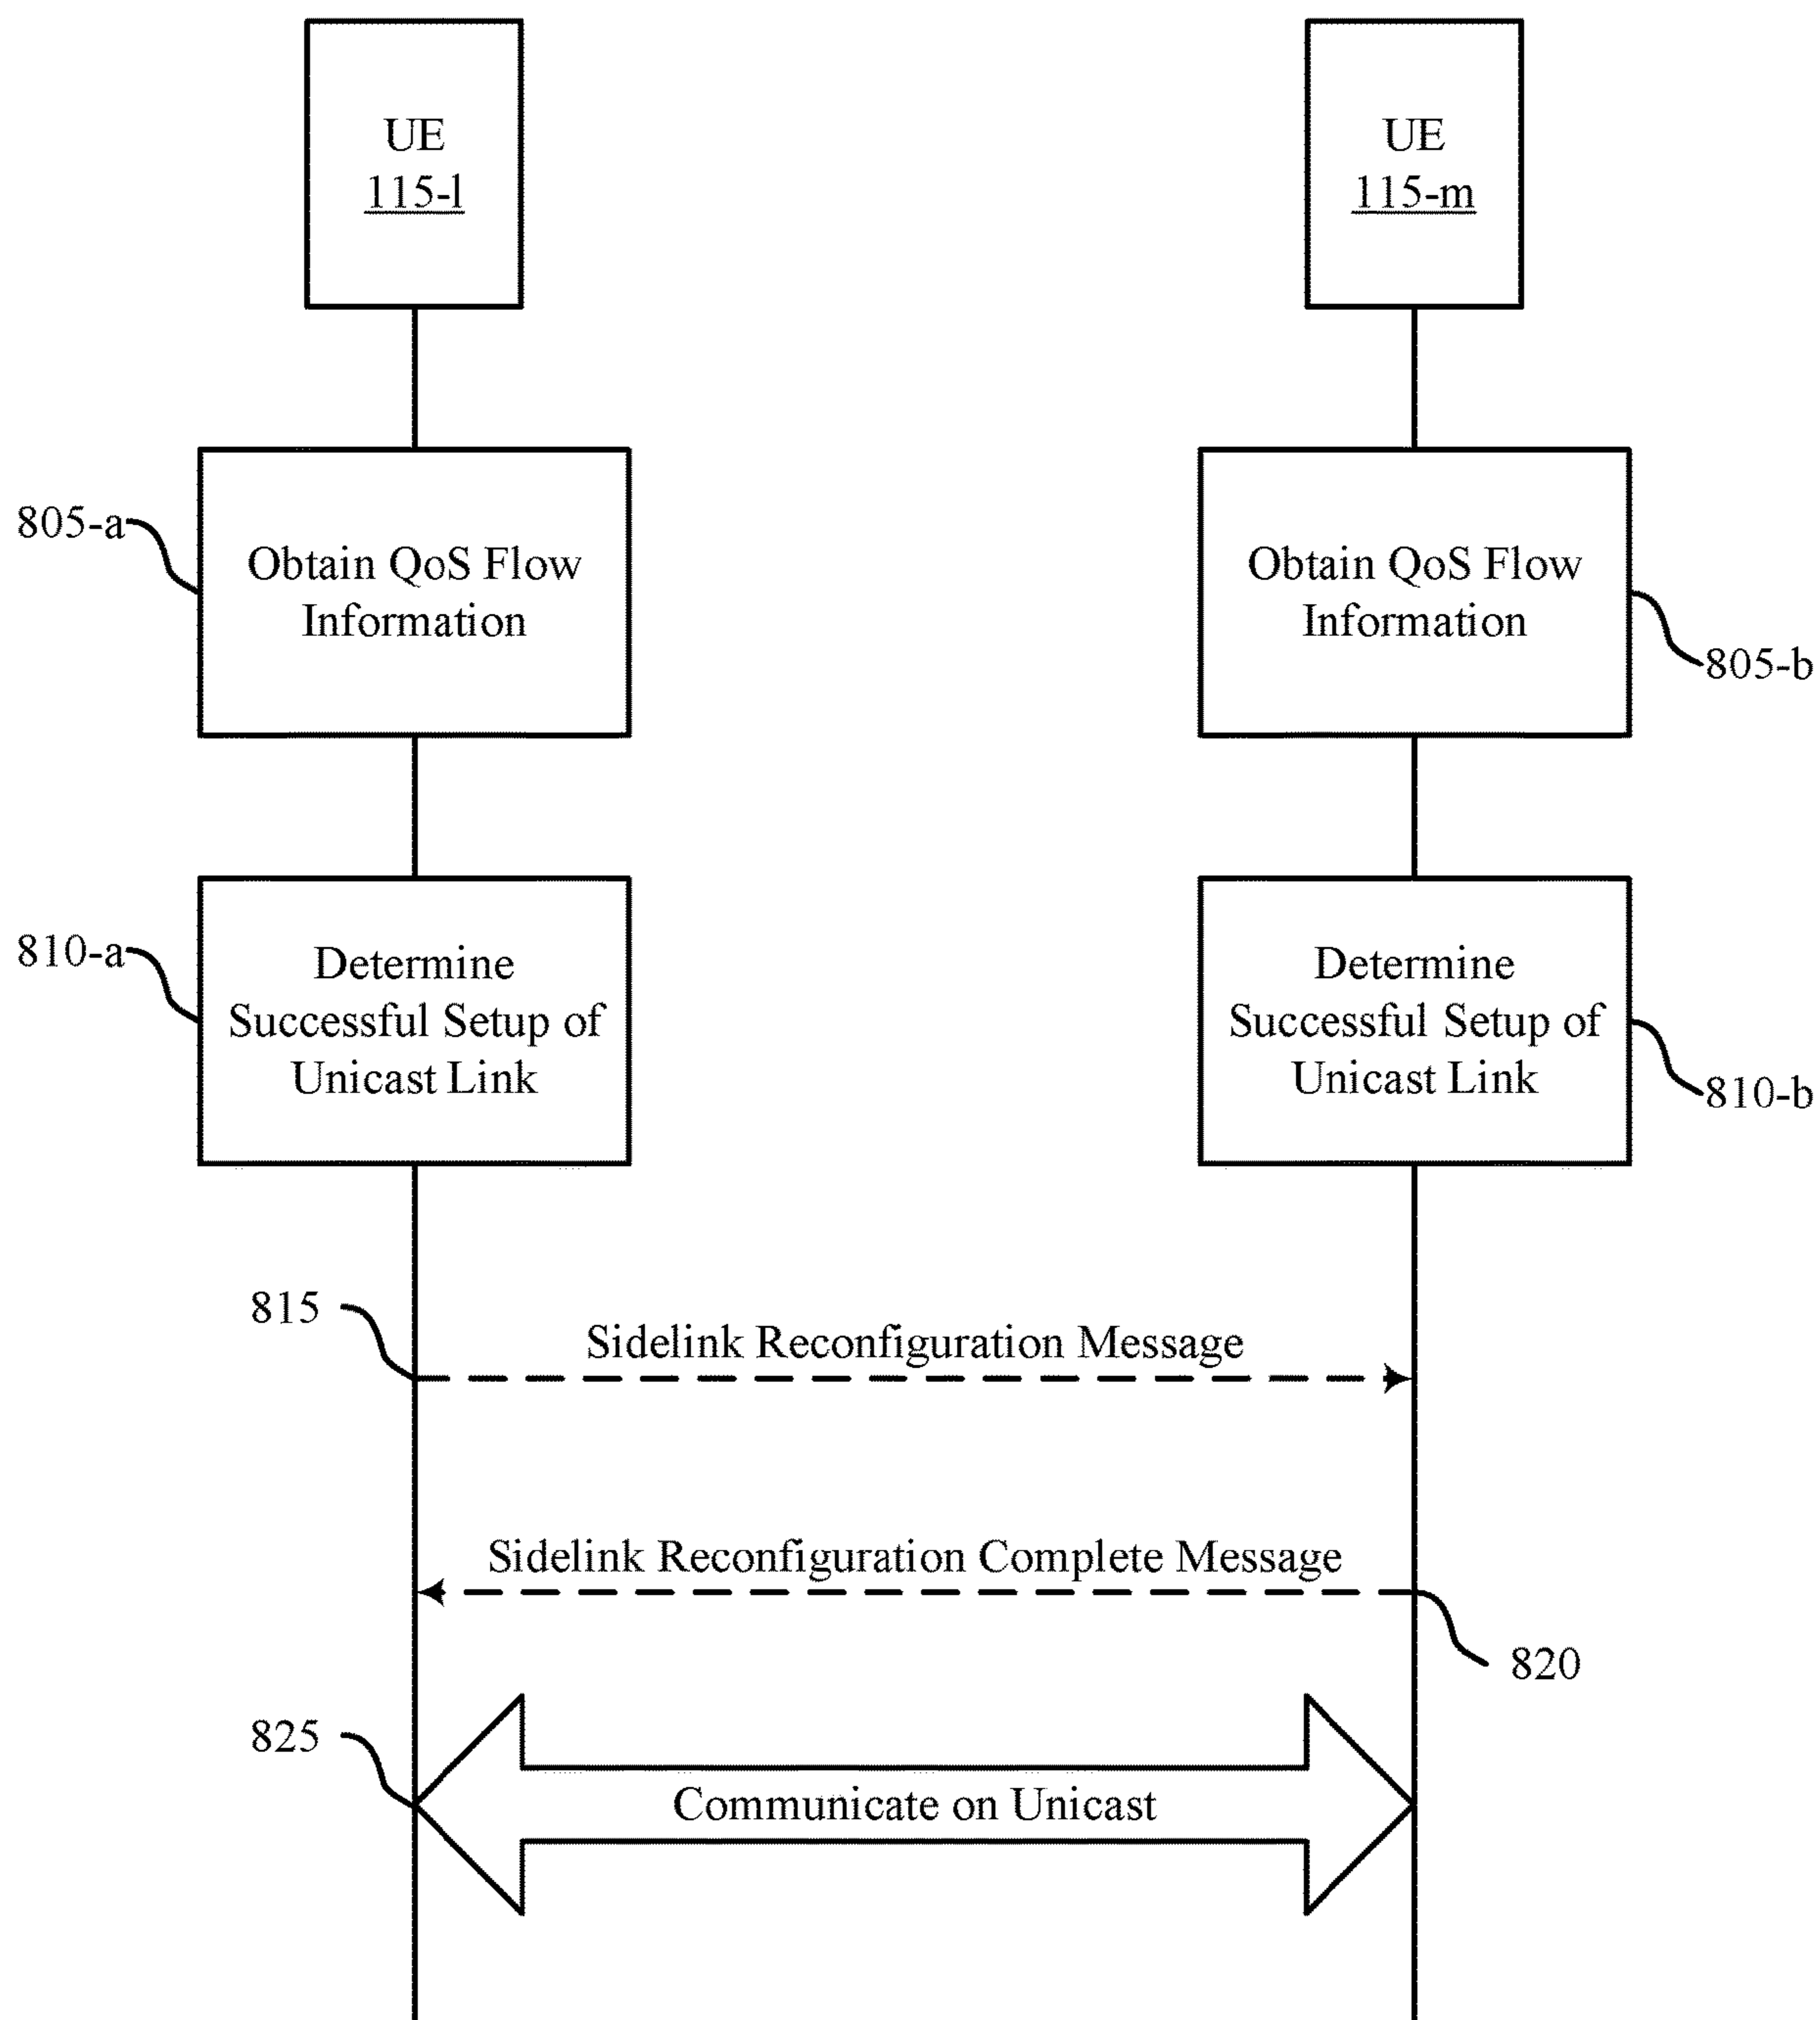 UE
115-l
UE
115-m
805-a
Obtain QoS Flow
Information
Obtain QoS Flow
Information
805-b
810-a
Determine
Successful Setup of
Unicast Link
Determine
Successful Setup of
Unicast Link
810-b
815
Sidelink Reconfiguration Message
Sidelink Reconfiguration Complete Message
820
825
Communicate on Unicast